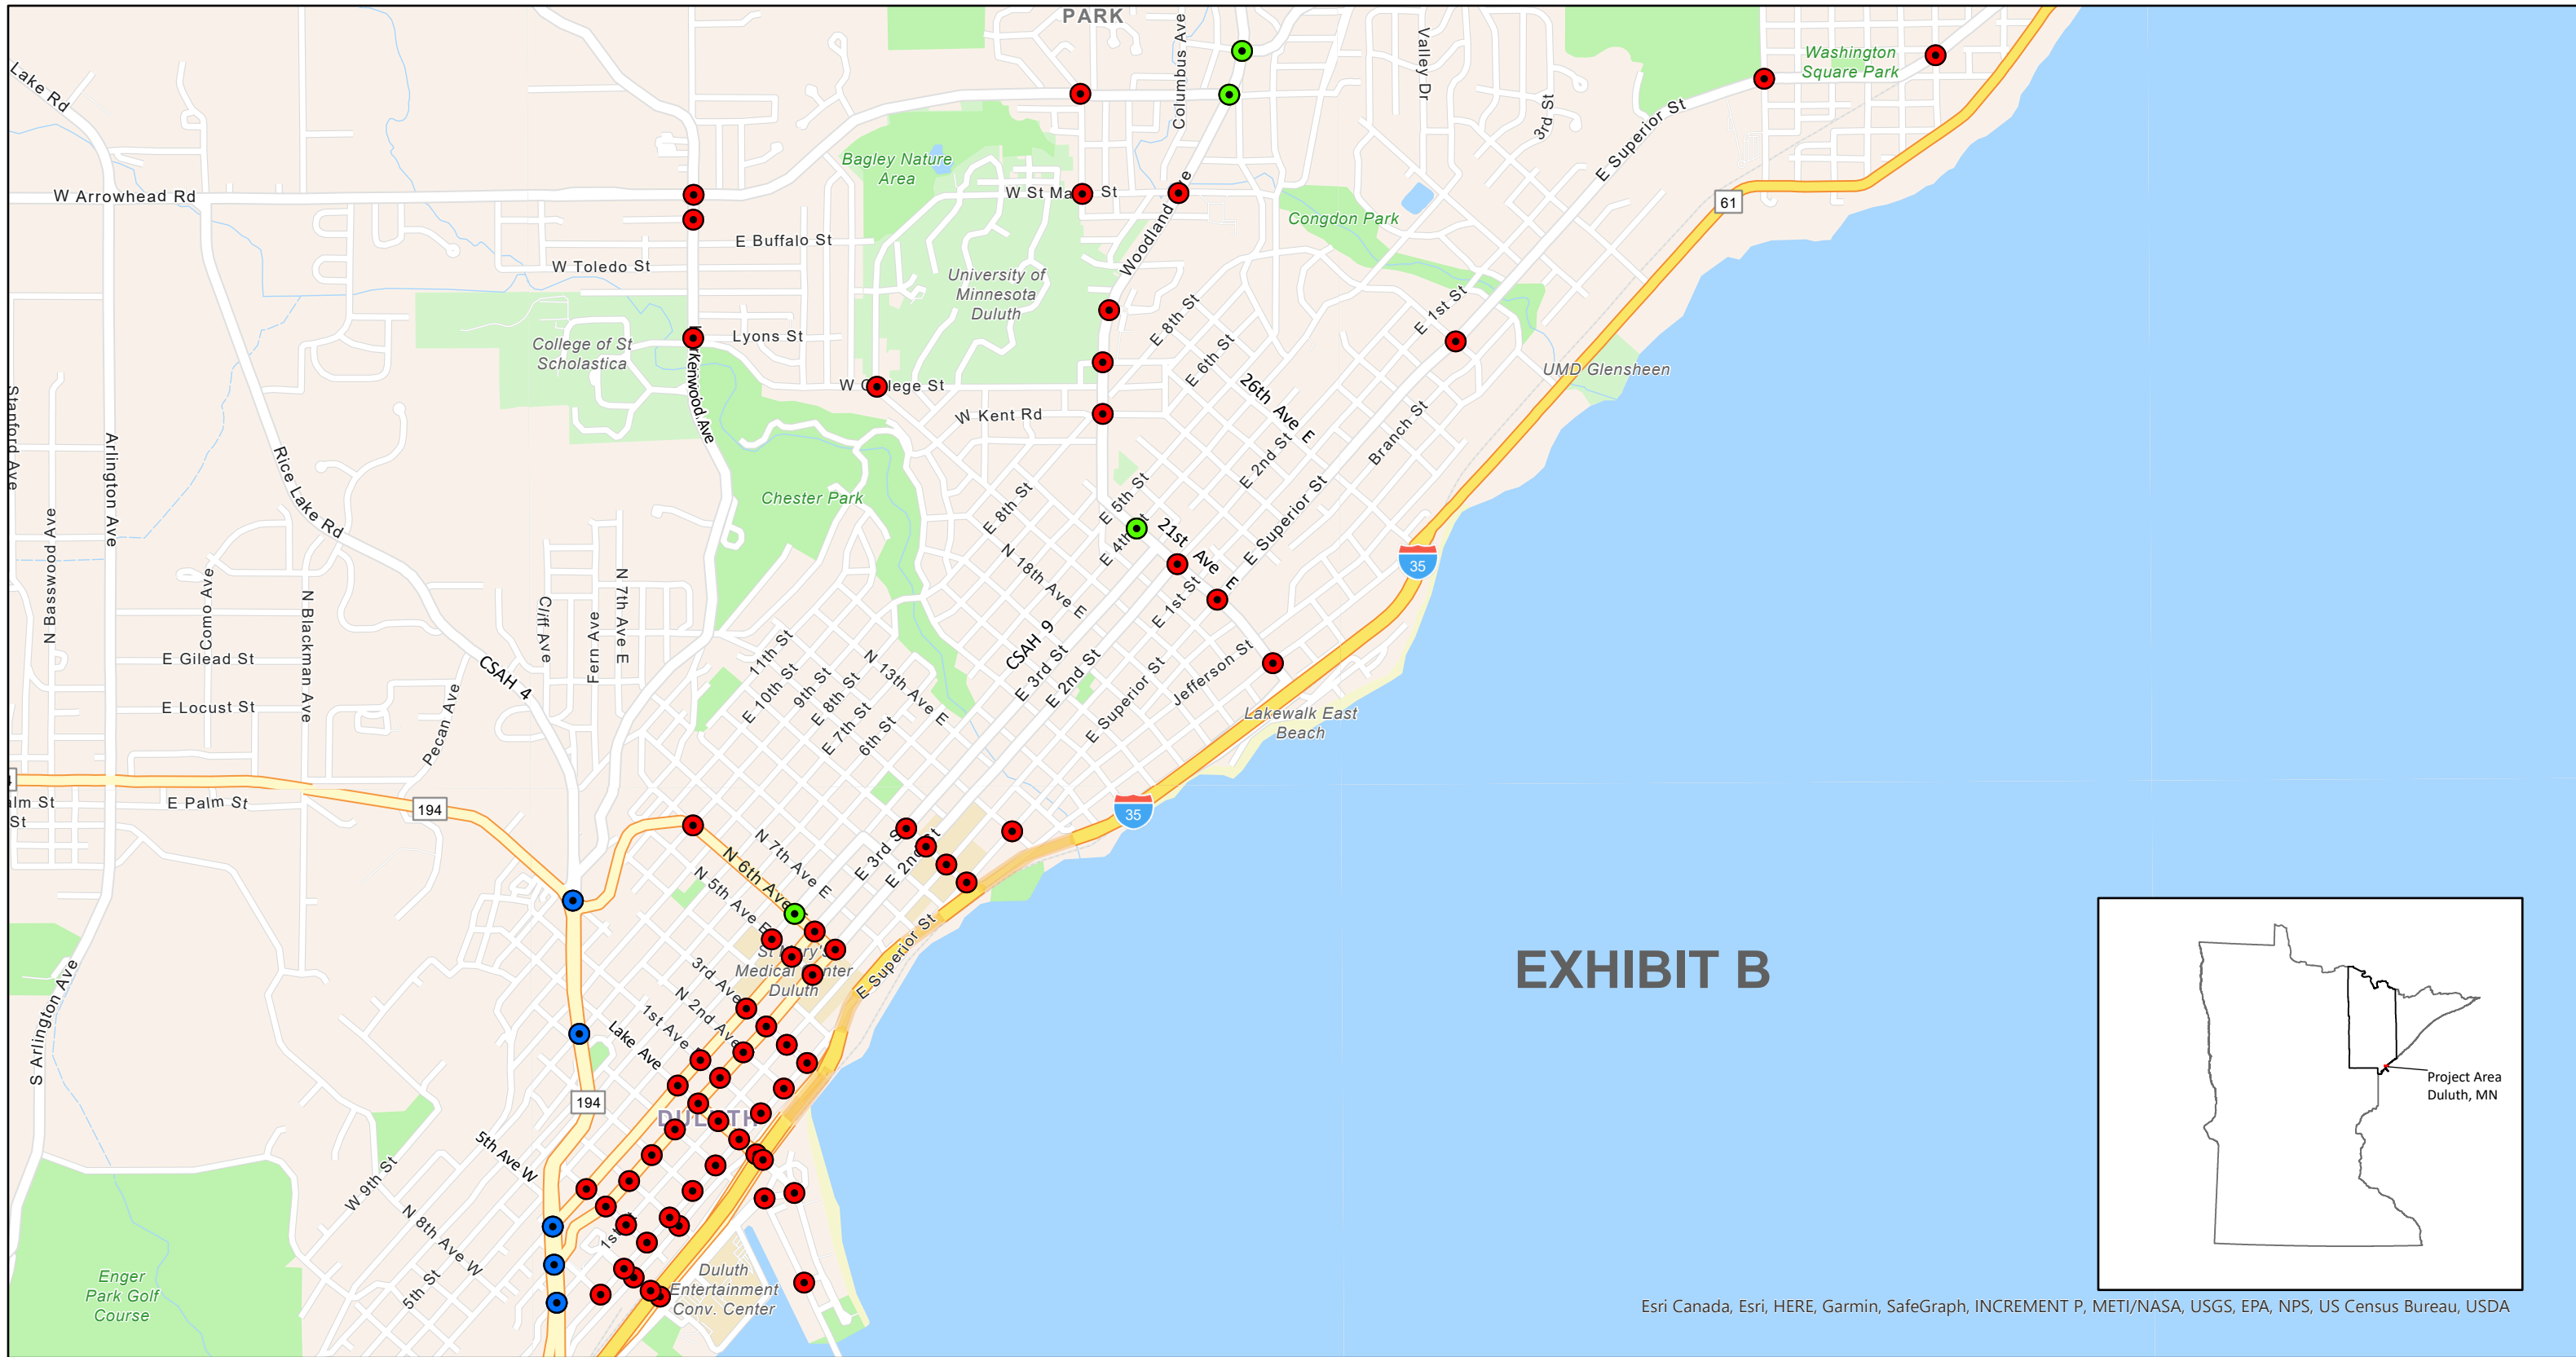 PARK
Columbus Ave
Valley Dr
Washington
Square Park
Lake Rd
3rd St
E Superior St
Bagley Nature
Area
W Arrowhead Rd
W St Ma St
61
Congdon Park
Woodland
E Buffalo St
W Toledo St
University of
Minnesota
Duluth
E 8th St
E 1st St
Lyons St
College of St
Scholastica
E 6th St
UMD Glensheen
Kenwood Ave
W College St
26th Ave E
Stanford Ave
W Kent Rd
Branch St
Arlington Ave
E 2nd St
Rice Lake Rd
Chester Park
E 5th St
E 8th St
E Superior St
N Basswood Ave
E 4th
21st Ave E
35
N 18th Ave E
Como Ave
N Blackman Ave
Cliff Ave
Fern Ave
N 7th Ave E
E 1st St
CSAH 9
11th St
E Gilead St
CSAH 4
N 13th Ave E
E 3rd St
E 2nd St
E 10th St
9th St
E 8th St
E 7th St
6th St
Jefferson St
E Superior St
E Locust St
Pecan Ave
Lakewalk East
Beach
alm St
St
E Palm St
194
35
N 7th Ave E
E 3rd S
E 2nd St
N 6th Ave
N 5th Ave E
E Superior St
St Mary's
Medical Center
Duluth
EXHIBIT B
3rd Ave
N 2nd Ave
1st Ave
Lake Ave
S Arlington Ave
194
DULUTH
Project Area
Duluth, MN
5th Ave W
W 9th St
N 8th Ave W
1st
5th St
Enger
Park Golf
Course
Duluth
Entertainment
Conv. Center
Esri Canada, Esri, HERE, Garmin, SafeGraph, INCREMENT P, METI/NASA, USGS, EPA, NPS, US Census Bureau, USDA